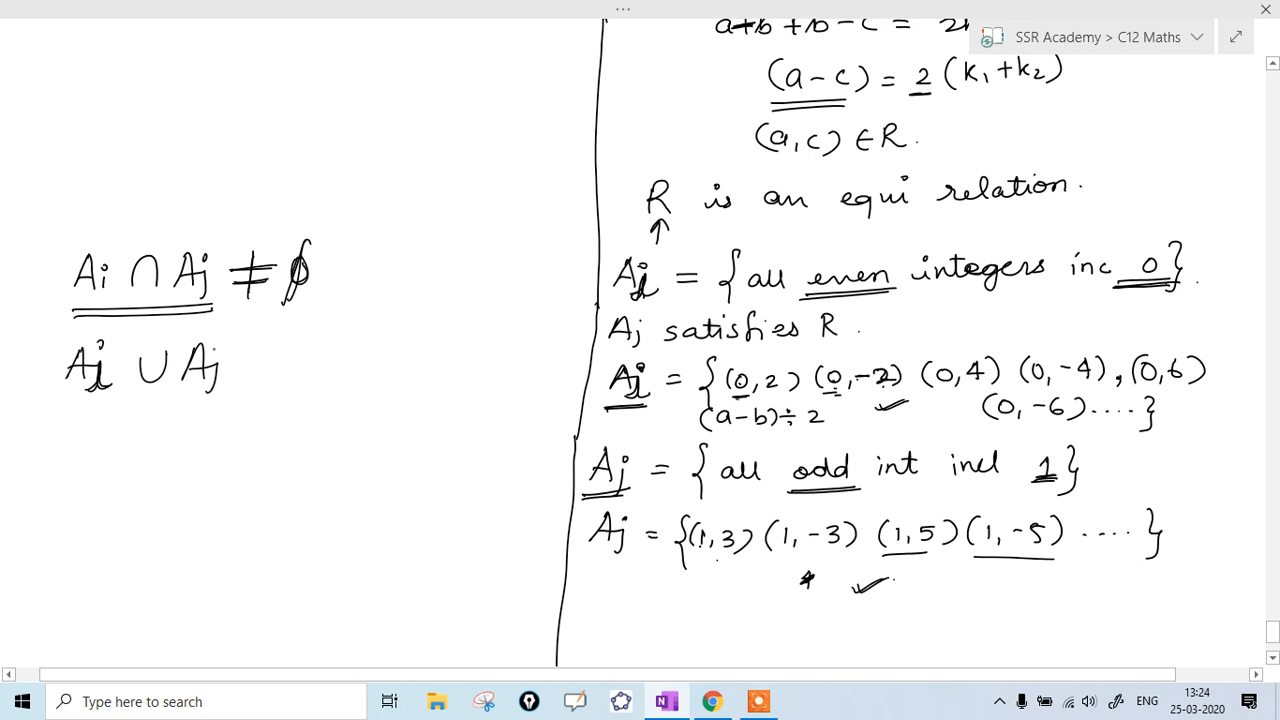 a+b+b-c = 2
SSR Academy > C12 Maths
(a-c) = 2 (k₁+k₂)
(a,c) ∈ R.
R is an equi relation.
↑
Ai ∩ Aj ≠ ϕ
Ai ∪ Aj
Ai = {all even integers inc 0}.
Aj satisfies R.
Ai = {(0,2) (0,-2) (0,4) (0,-4), (0,6)
(a-b)÷2 ✓ (0,-6)....}
Aj = {all odd int incl 1}
Aj = {(1,3) (1,-3) (1,5) (1,-5) ....}
✓
Type here to search
ENG
13:24
25-03-2020